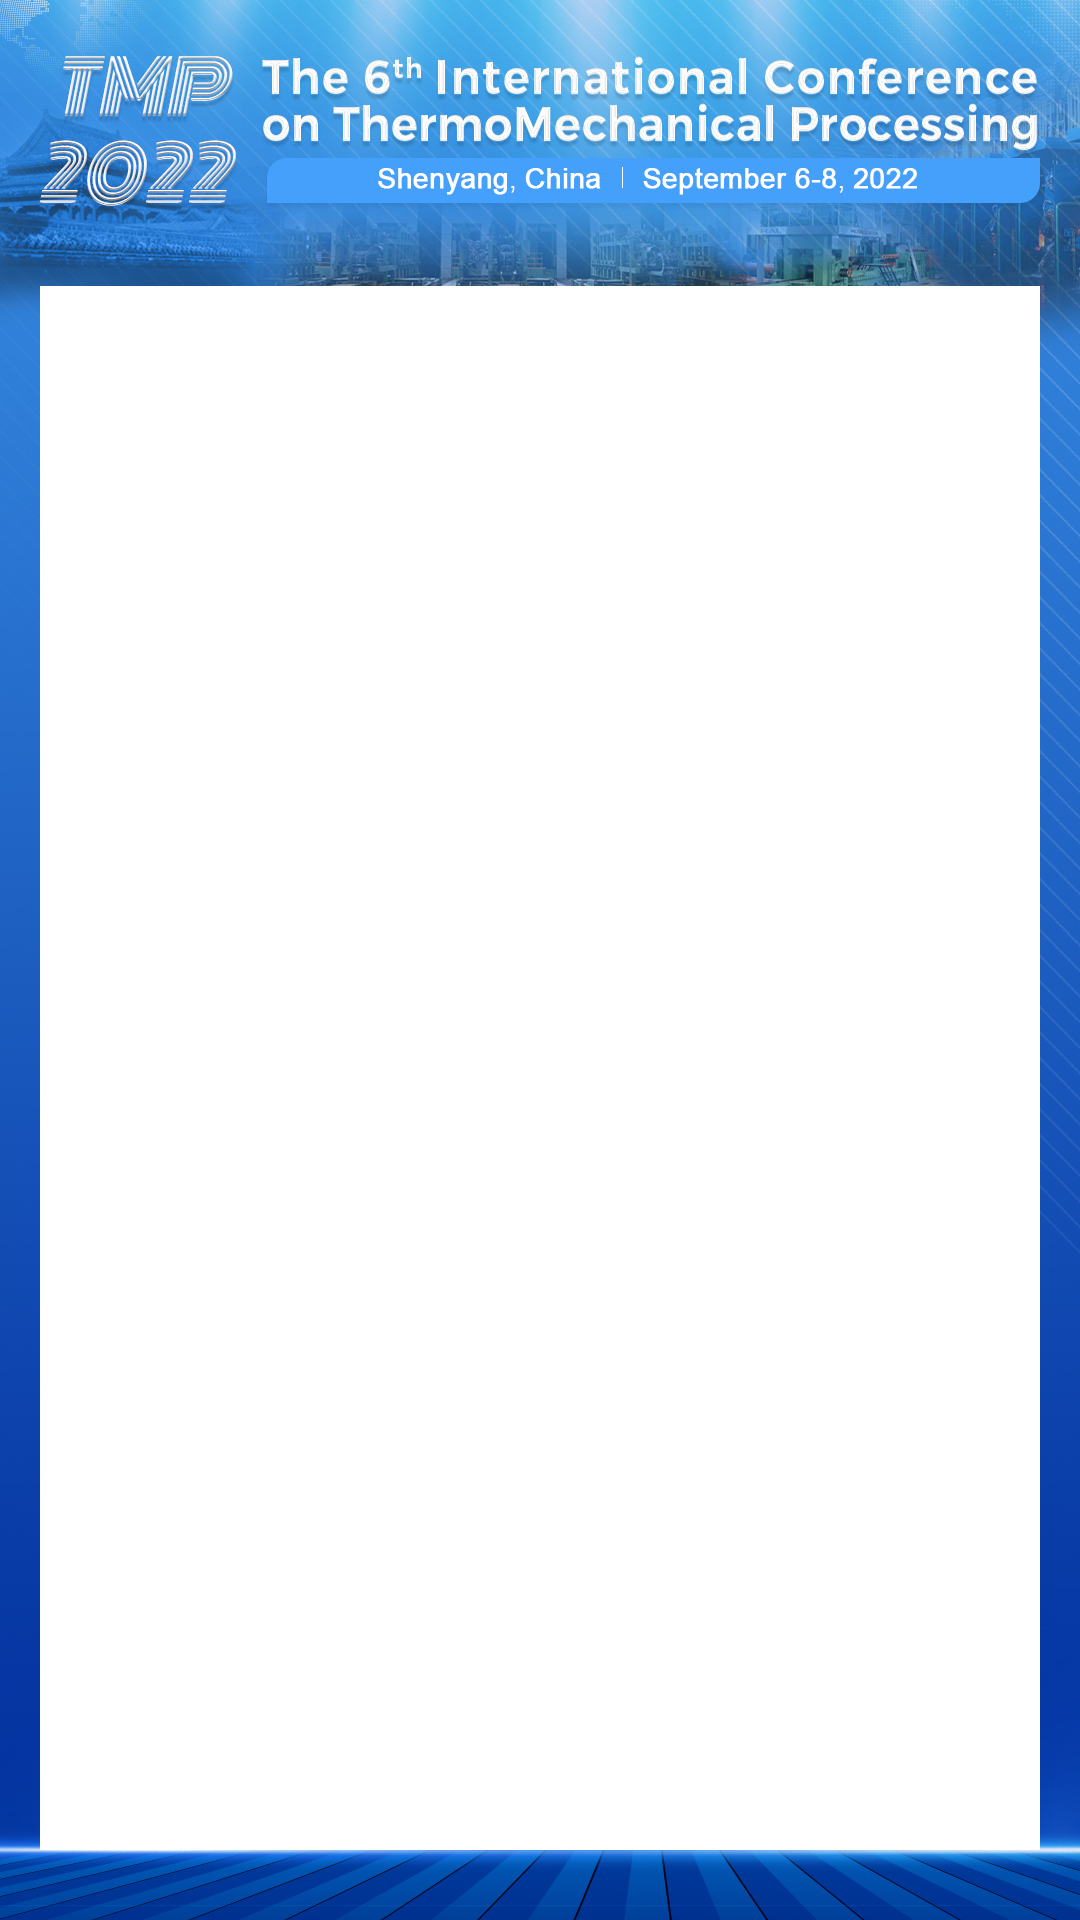 TMP
2022
The 6th International Conference
on ThermoMechanical Processing
Shenyang, China | September 6-8, 2022